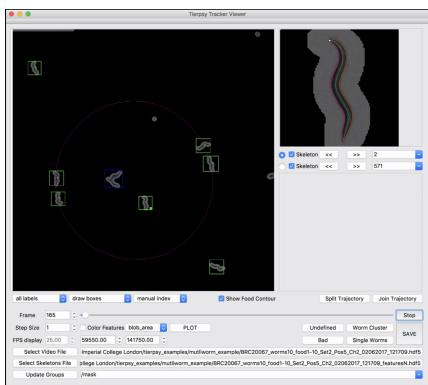 Tierpsy Tracker Viewer
Skeleton << >> 2
Skeleton << >> 571
all labels draw boxes manual index Show Food Contour Split Trajectory Join Trajectory
Frame 165 Stop
Step Size 1 Color Features blob_area PLOT Undefined Worm Cluster SAVE
FPS display 25.00 59550.00 141750.00 Bad Single Worms
Select Video File Imperial College London/tierpsy_examples/mutliworm_example/BRC20067_worms10_food1-10_Set2_Pos5_Ch2_02062017_121709.hdf5
Select Skeletons File London/tierpsy_examples/mutliworm_example/BRC20067_worms10_food1-10_Set2_Pos5_Ch2_02062017_121709_featuresN.hdf5
Update Groups /mask